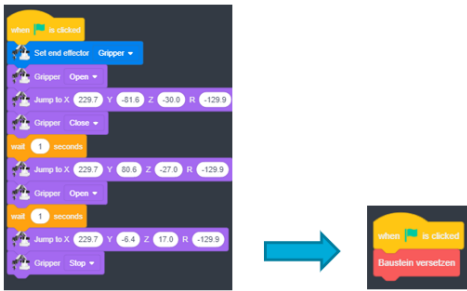 when is clicked
Set end effector Gripper
Gripper Open
Jump to X 229.7 Y -81.6 Z -30.0 R -129.9
Gripper Close
wait 1 seconds
Jump to X 229.7 Y 80.6 Z -27.0 R -129.9
Gripper Open
wait 1 seconds
Jump to X 229.7 Y -6.4 Z 17.0 R -129.9
Gripper Stop
when is clicked
Baustein versetzen